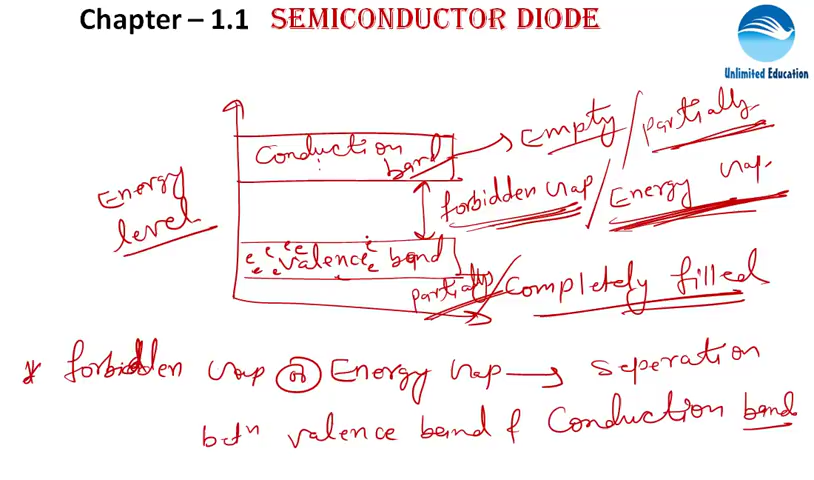 Chapter – 1.1 SEMICONDUCTOR DIODE
Unlimited Education
Conduction band
Empty / partially
Energy level
forbidden Gap / Energy Gap.
e e e e e valence e band
e e e
partially / Completely filled
* forbidden Gap or Energy Gap → seperation
betn valence band & Conduction band